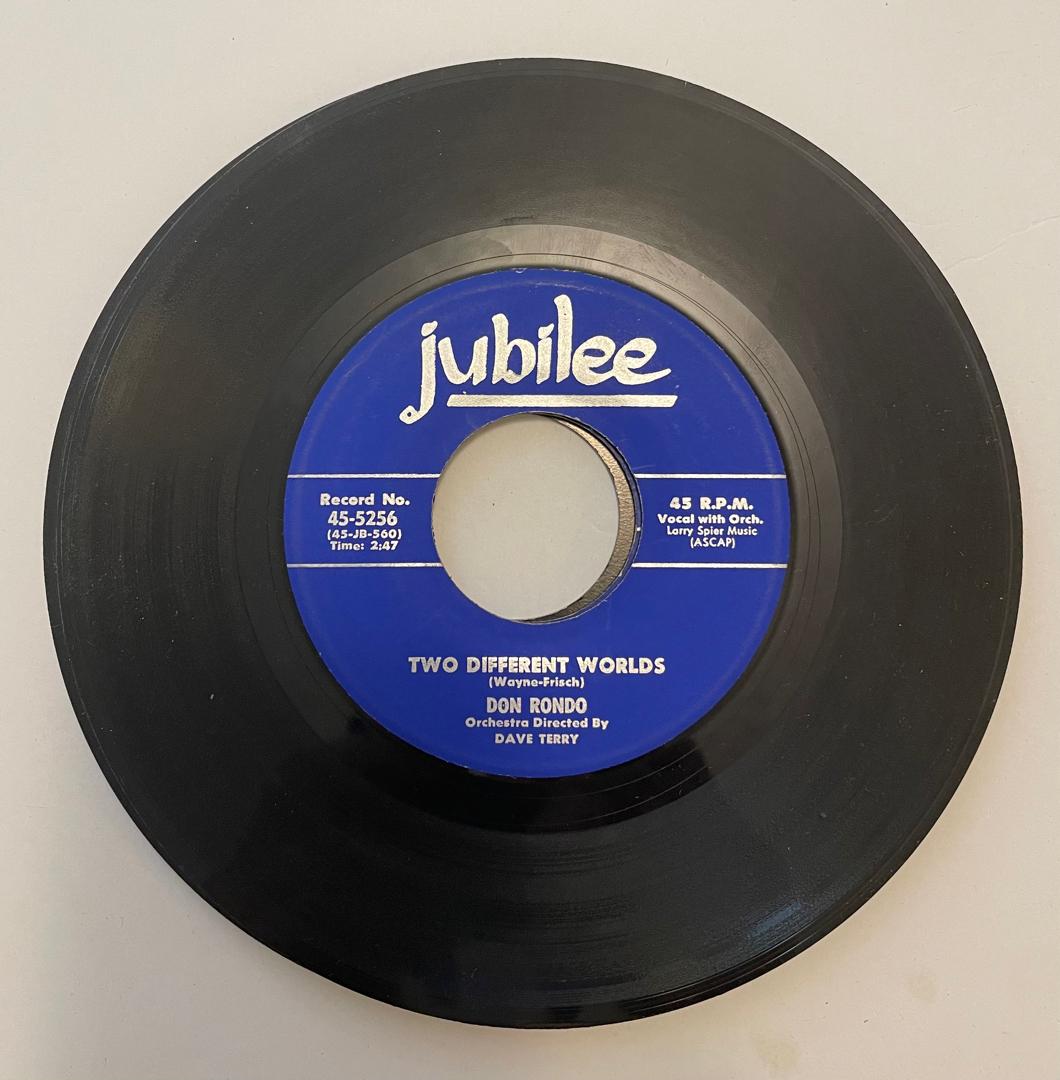 jubilee
Record No.
45-5256
(45-JB-560)
Time: 2:47
45 R.P.M.
Vocal with Orch.
Larry Spier Music
(ASCAP)
TWO DIFFERENT WORLDS
(Wayne-Frisch)
DON RONDO
Orchestra Directed By
DAVE TERRY